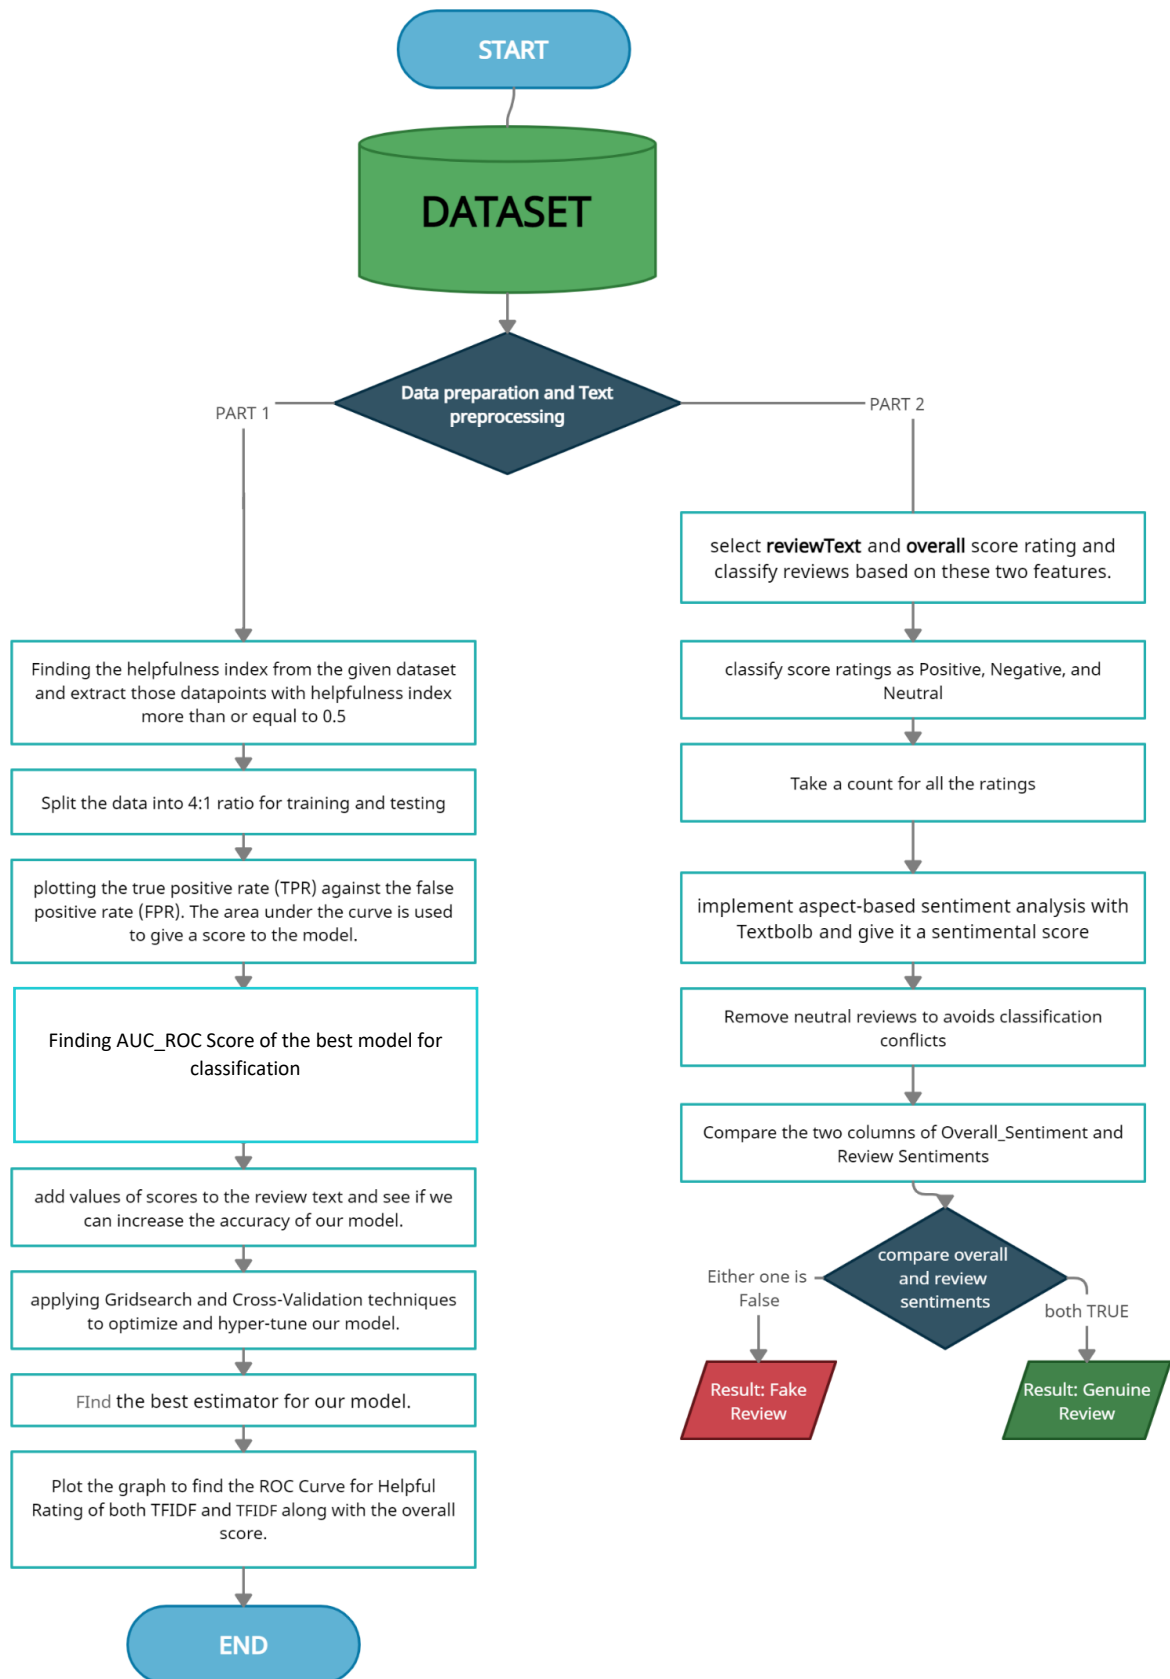 START
DATASET
Data preparation and Text
preprocessing
PART 1
Finding the helpfulness index from the given dataset
and extract those datapoints with helpfulness index
more than or equal to 0.5
Split the data into 4:1 ratio for training and testing
plotting the true positive rate (TPR) against the false
positive rate (FPR). The area under the curve is used
to give a score to the model.
Finding AUC_ROC Score of the best model for
classification
add values of scores to the review text and see if we
can increase the accuracy of our model.
applying Gridsearch and Cross-Validation techniques
to optimize and hyper-tune our model.
FInd the best estimator for our model.
Plot the graph to find the ROC Curve for Helpful
Rating of both TFIDF and TFIDF along with the overall
score.
END
PART 2
select reviewText and overall score rating and
classify reviews based on these two features.
classify score ratings as Positive, Negative, and
Neutral
Take a count for all the ratings
implement aspect-based sentiment analysis with
Textbolb and give it a sentimental score
Remove neutral reviews to avoids classification
conflicts
Compare the two columns of Overall_Sentiment and
Review Sentiments
compare overall
and review
sentiments
Either one is
False
both TRUE
Result: Fake
Review
Result: Genuine
Review